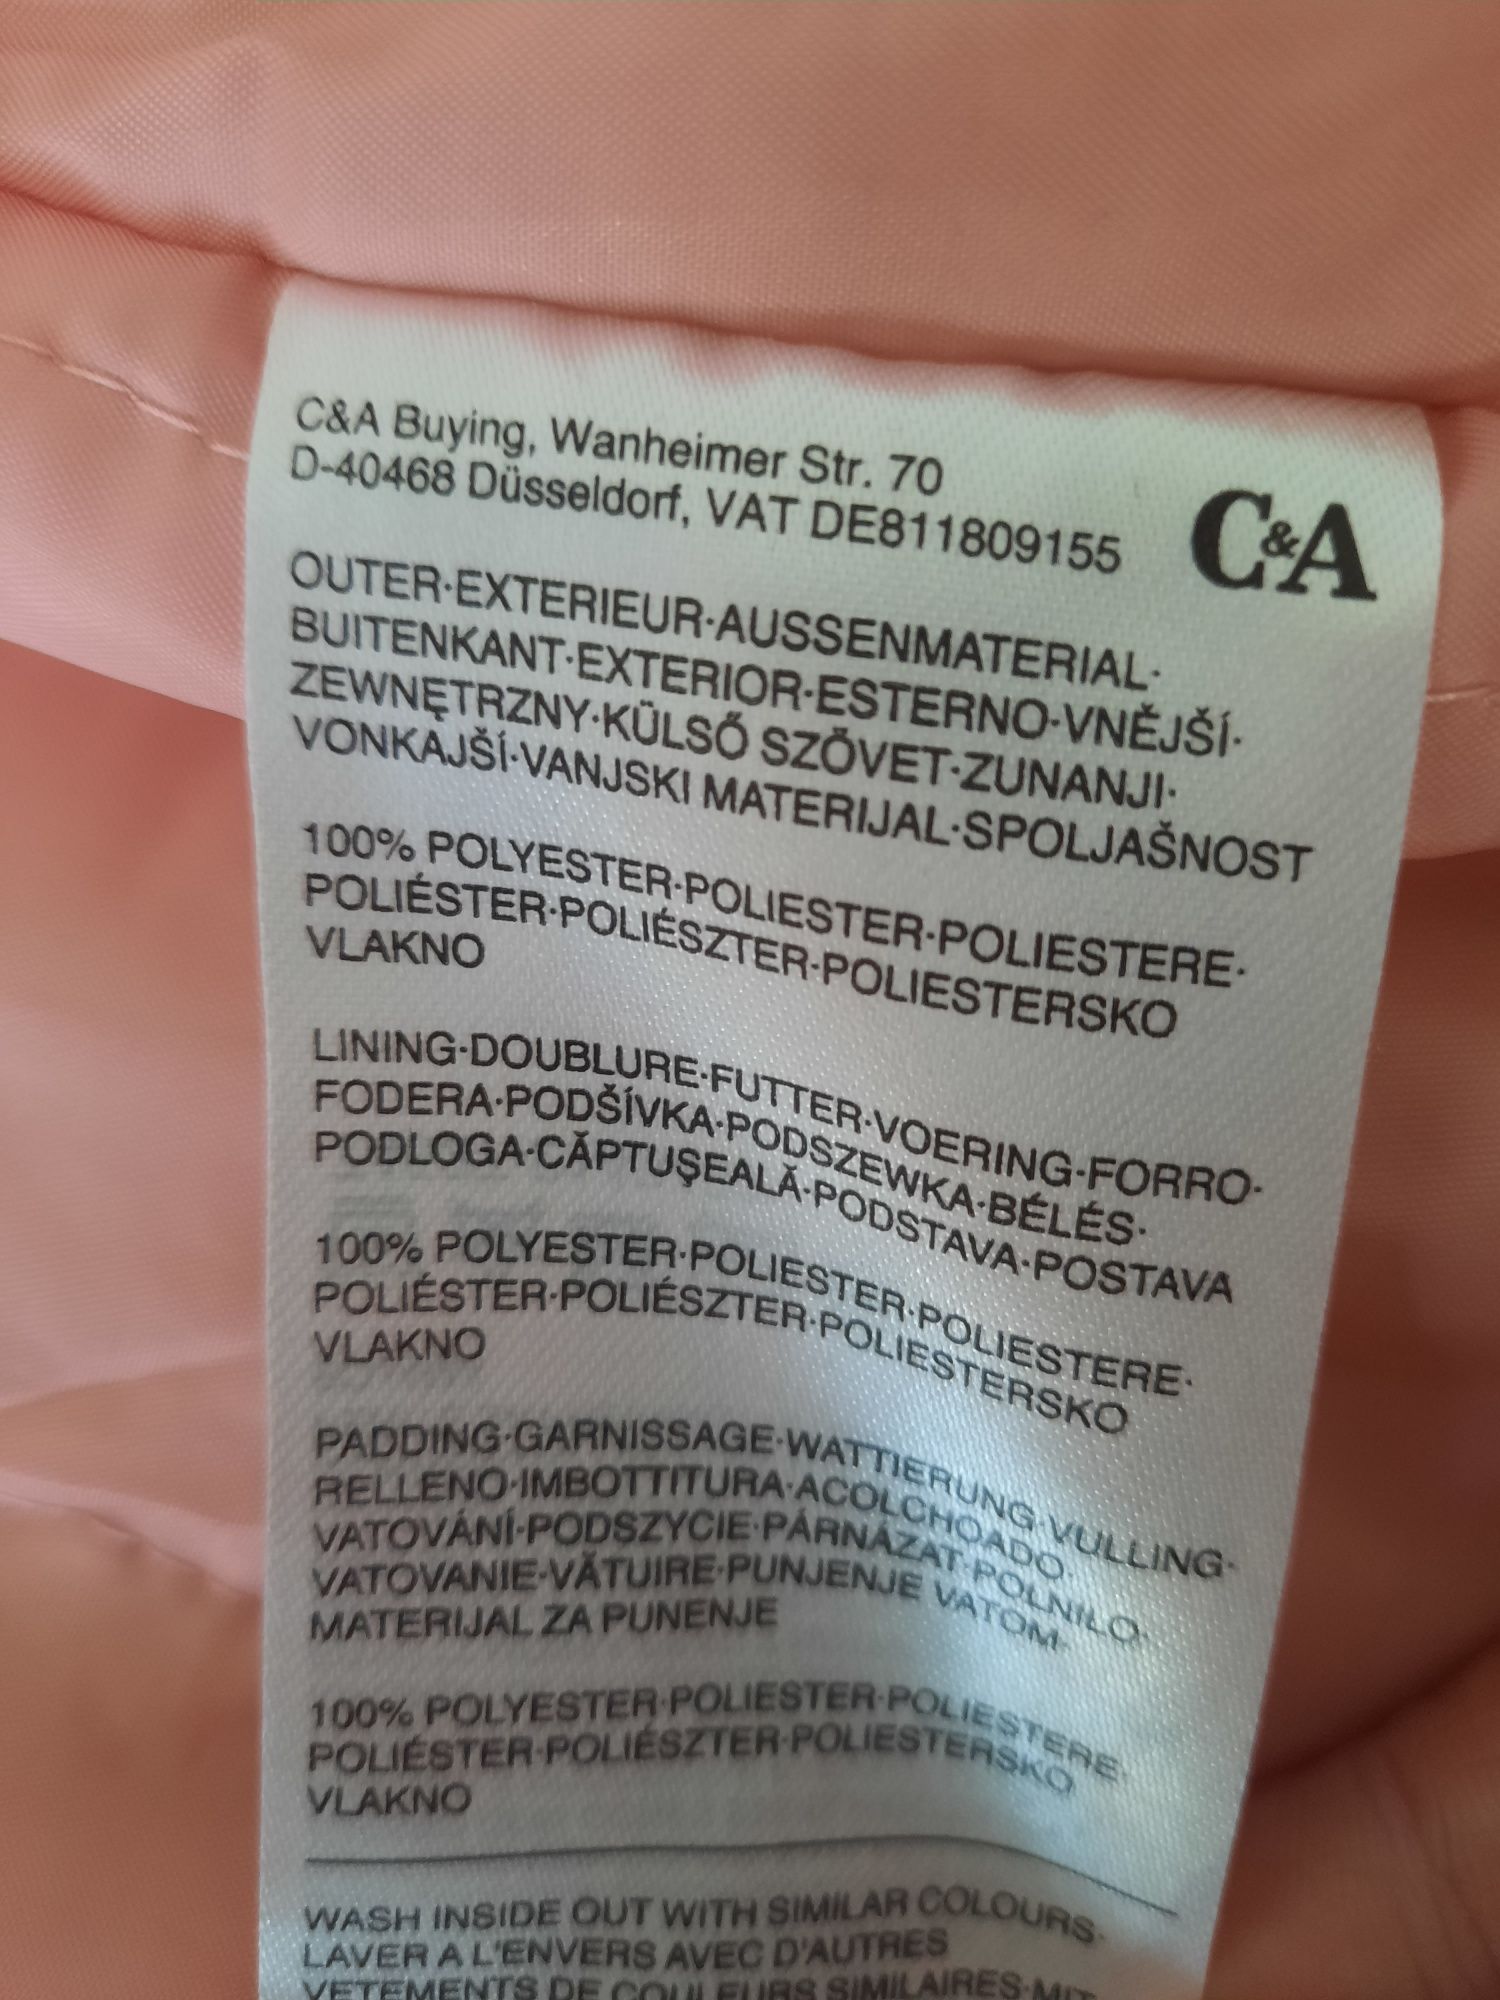 C&A Buying, Wanheimer Str. 70
D-40468 Düsseldorf, VAT DE811809155
C&A
OUTER·EXTERIEUR·AUSSENMATERIAL·
BUITENKANT·EXTERIOR·ESTERNO·VNĚJŠÍ·
ZEWNĘTRZNY·KÜLSŐ SZÖVET·ZUNANJI·
VONKAJŠÍ·VANJSKI MATERIJAL·SPOLJAŠNOST
100% POLYESTER·POLIESTER·POLIESTERE·
POLIÉSTER·POLIÉSZTER·POLIESTERSKO
VLAKNO
LINING·DOUBLURE·FUTTER·VOERING·FORRO·
FODERA·PODŠÍVKA·PODSZEWKA·BÉLÉS·
PODLOGA·CĂPTUŞEALĂ·PODSTAVA·POSTAVA
100% POLYESTER·POLIESTER·POLIESTERE·
POLIÉSTER·POLIÉSZTER·POLIESTERSKO
VLAKNO
PADDING·GARNISSAGE·WATTIERUNG·VULLING·
RELLENO·IMBOTTITURA·ACOLCHOADO·
VATOVÁNÍ·PODSZYCIE·PÁRNÁZAT·POLNILO·
VATOVANIE·VĂTUIRE·PUNJENJE VATOM·
MATERIJAL ZA PUNENJE
100% POLYESTER·POLIESTER·POLIESTERE·
POLIÉSTER·POLIÉSZTER·POLIESTERSKO
VLAKNO
WASH INSIDE OUT WITH SIMILAR COLOURS·
LAVER A L'ENVERS AVEC D'AUTRES
VETEMENTS DE COULEURS SIMILAIRES·MIT